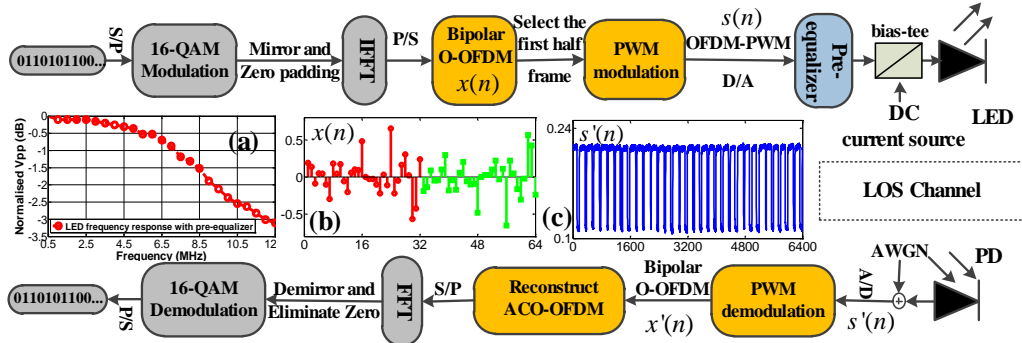 0110101100...
S/P
16-QAM
Modulation
Mirror and
Zero padding
IFFT
P/S
Bipolar
O-OFDM
x(n)
Select the
first half
frame
PWM
modulation
s(n)
OFDM-PWM
D/A
Pre-
equalizer
bias-tee
DC
current source
LED
Normalised Vpp (dB)
0
-0.5
-1
-1.5
-2
-2.5
-3
-3.5
0.5
2.5
4.5
6.5
8.5
10.5
12
Frequency (MHz)
LED frequency response with pre-equalizer
(a)
x(n)
0.5
0
-0.5
0
16
32
48
64
(b)
s'(n)
0.24
0.1
0
1600
3200
4800
6400
(c)
LOS Channel
0110101100...
P/S
16-QAM
Demodulation
Demirror and
Eliminate Zero
FFT
S/P
Reconstruct
ACO-OFDM
Bipolar
O-OFDM
x'(n)
PWM
demodulation
A/D
s'(n)
AWGN
+
PD